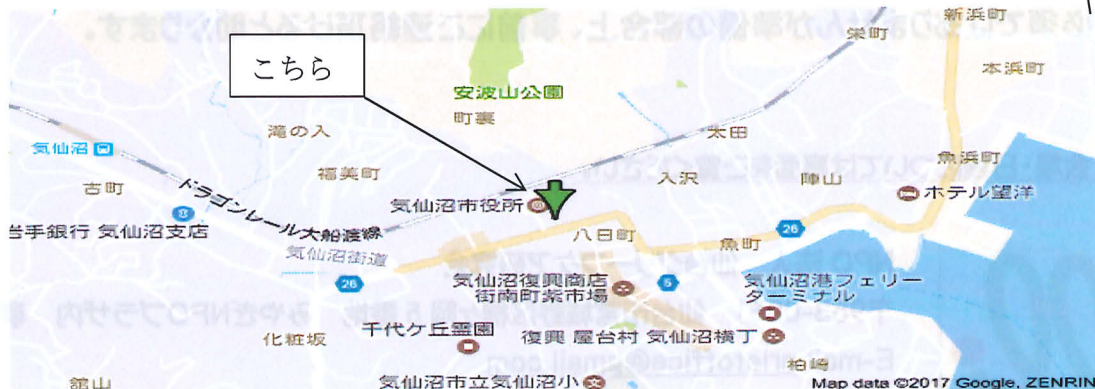 新浜町
栄町
本浜町
こちら
安波山公園
町裏
滝の入
太田
気仙沼
魚浜町
福美町
入沢
陣山
古町
ドラゴンレール大船渡線
ホテル望洋
気仙沼市役所
岩手銀行 気仙沼支店
八日町
26
魚町
気仙沼街道
気仙沼復興商店
街南町紫市場
26
5
気仙沼港フェリー
ターミナル
千代ケ丘霊園
復興 屋台村 気仙沼横丁
化粧坂
柏崎
舘山
気仙沼市立気仙沼小
Map data ©2017 Google, ZENRIN